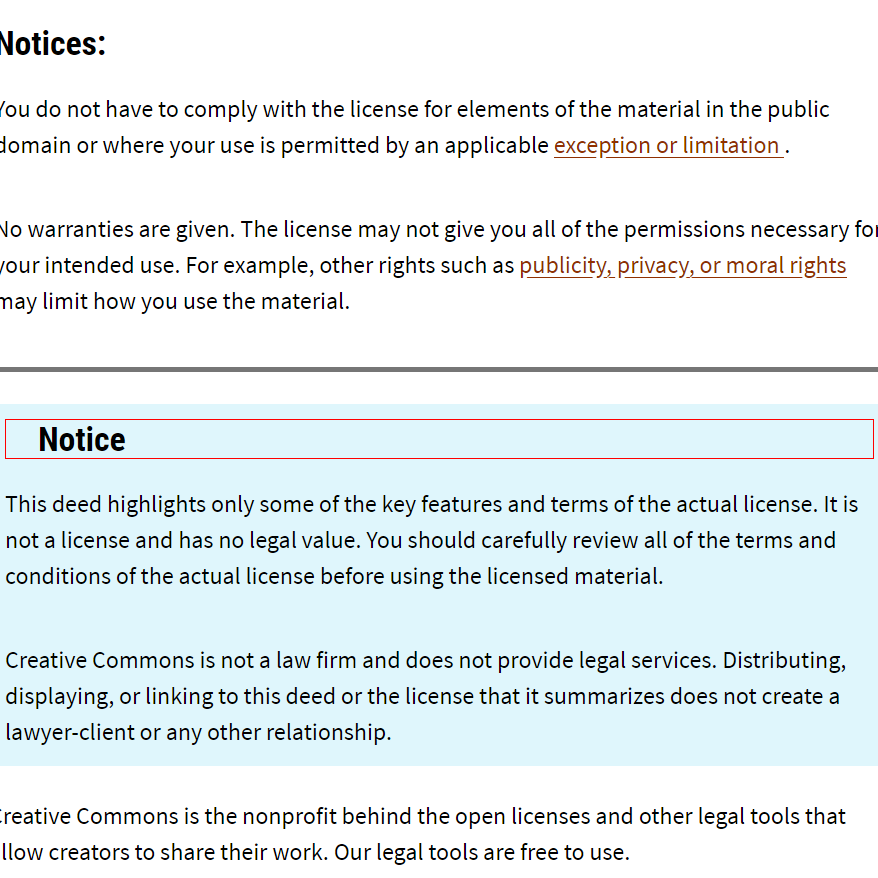 Notices:
You do not have to comply with the license for elements of the material in the public
domain or where your use is permitted by an applicable exception or limitation .
No warranties are given. The license may not give you all of the permissions necessary for
your intended use. For example, other rights such as publicity, privacy, or moral rights
may limit how you use the material.
Notice
This deed highlights only some of the key features and terms of the actual license. It is
not a license and has no legal value. You should carefully review all of the terms and
conditions of the actual license before using the licensed material.
Creative Commons is not a law firm and does not provide legal services. Distributing,
displaying, or linking to this deed or the license that it summarizes does not create a
lawyer-client or any other relationship.
Creative Commons is the nonprofit behind the open licenses and other legal tools that
llow creators to share their work. Our legal tools are free to use.